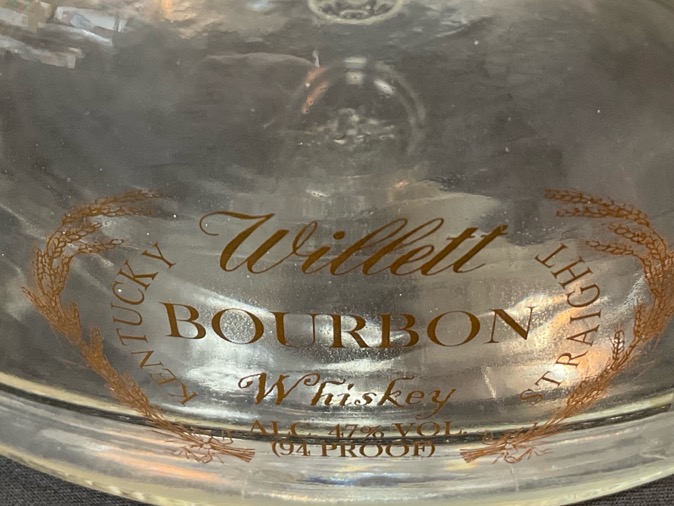 Willett
KENTUCKY
STRAIGHT
BOURBON
Whiskey
ALC. 47% VOL.
(94 PROOF)